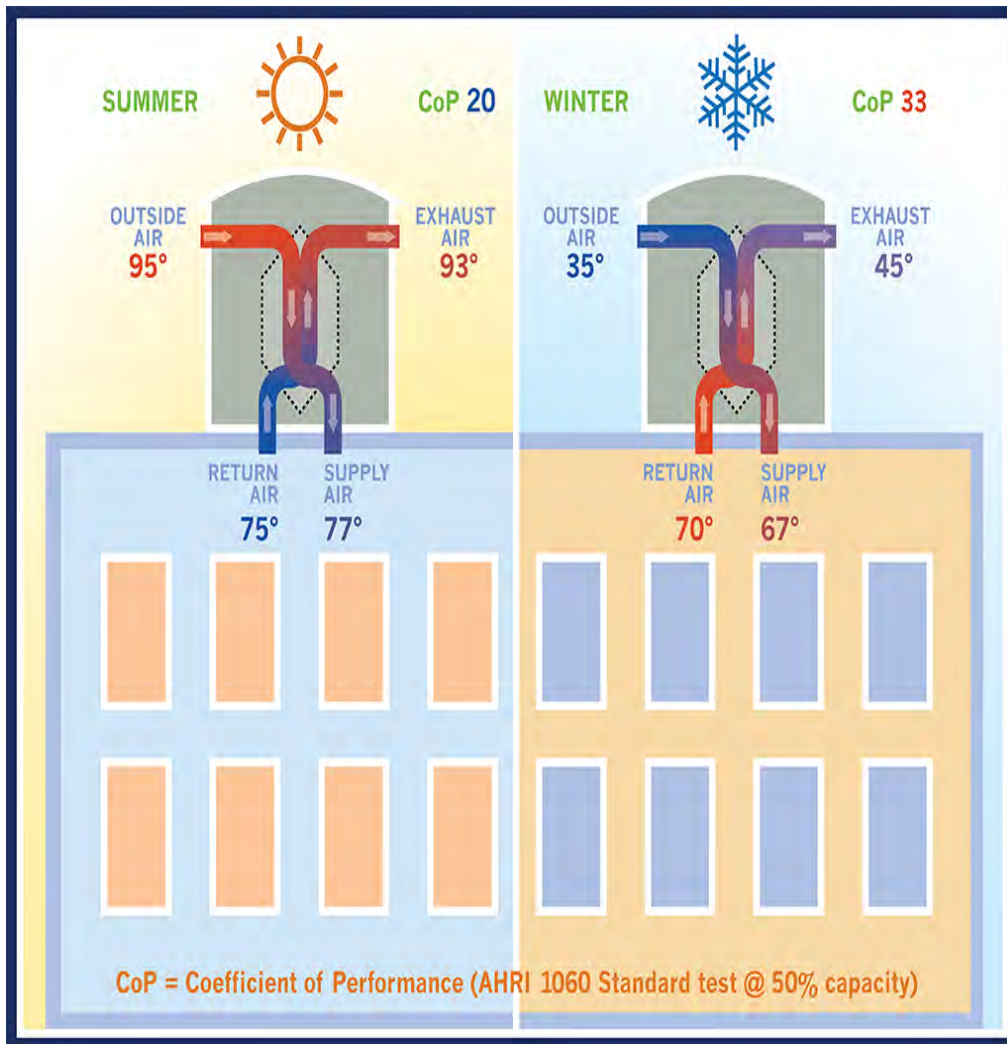 SUMMER
CoP 20
WINTER
CoP 33
OUTSIDE
AIR
95°
EXHAUST
AIR
93°
OUTSIDE
AIR
35°
EXHAUST
AIR
45°
RETURN
AIR
75°
SUPPLY
AIR
77°
RETURN
AIR
70°
SUPPLY
AIR
67°
CoP = Coefficient of Performance (AHRI 1060 Standard test @ 50% capacity)